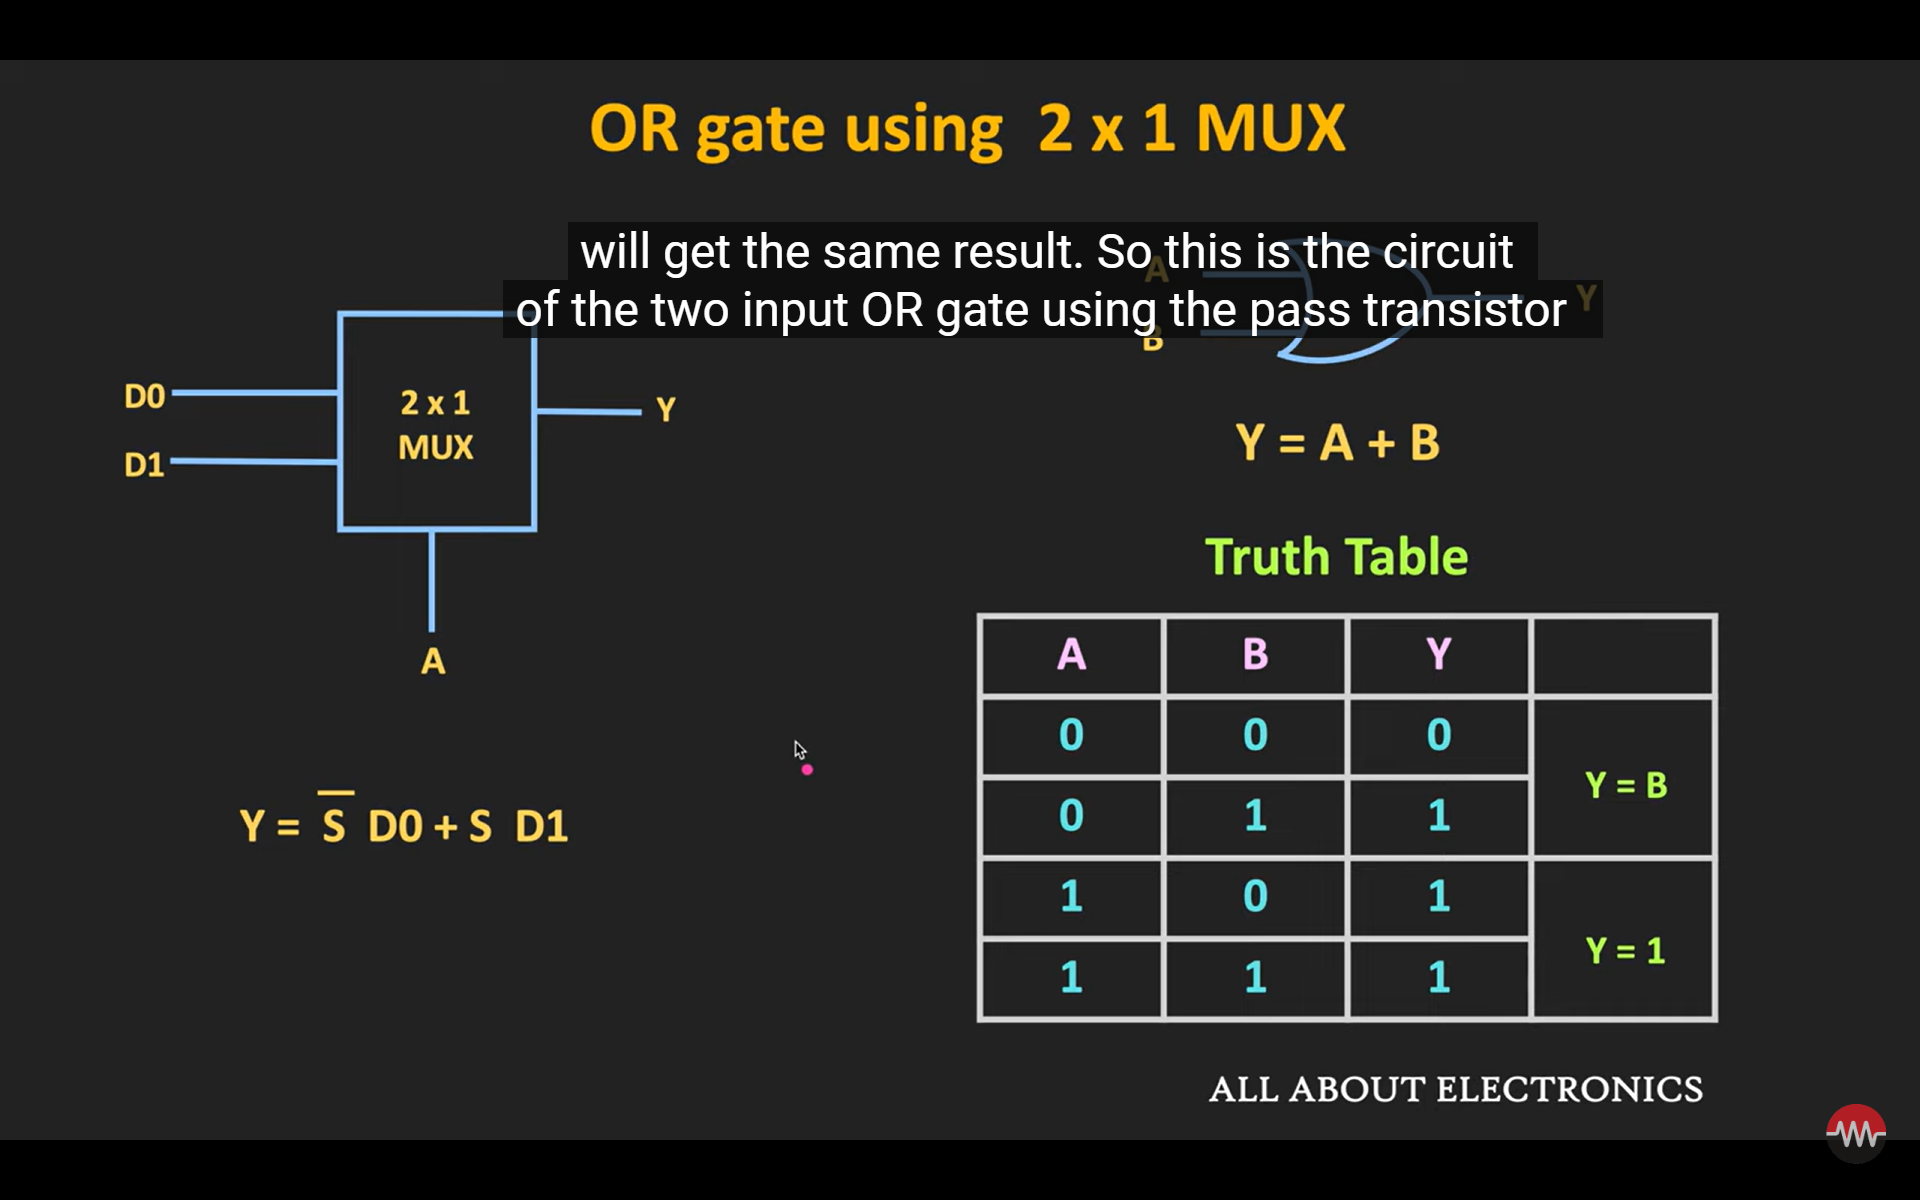 OR gate using 2 x 1 MUX
will get the same result. So this is the circuit
of the two input OR gate using the pass transistor
A
B
Y
D0
D1
2 x 1
MUX
Y
A
Y = A + B
Truth Table
A B Y
0 0 0
0 1 1
Y = B
1 0 1
1 1 1
Y = 1
Y = S̅ D0 + S D1
ALL ABOUT ELECTRONICS